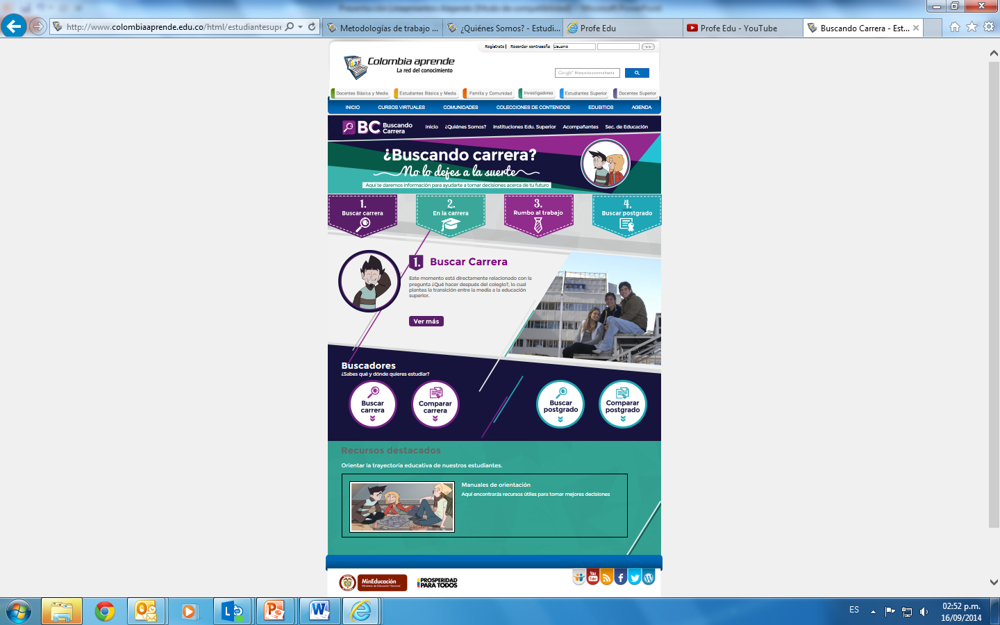 http://www.colombiaaprende.edu.co/html/estudiantesupe
Metodologías de trabajo ...
¿Quiénes Somos? - Estudi...
Profe Edu
Profe Edu - YouTube
Buscando Carrera - Est...
Regístrate | Recordar contraseña Usuario >>
Colombia aprende
La red del conocimiento
Google™ Búsqueda personalizada
Docentes Básica y Media
Estudiantes Básica y Media
Familia y Comunidad
Investigadores
Estudiantes Superior
Docentes Superior
INICIO CURSOS VIRTUALES COMUNIDADES COLECCIONES DE CONTENIDOS EDUSITIOS AGENDA
BC Buscando
Carrera
Inicio ¿Quiénes Somos? Instituciones Edu. Superior Acompañantes Sec. de Educación
¿Buscando carrera?
No lo dejes a la suerte
Aquí te daremos información para ayudarte a tomar decisiones acerca de tu futuro
1.
Buscar carrera
2.
En la carrera
3.
Rumbo al trabajo
4.
Buscar postgrado
1. Buscar Carrera
Este momento está directamente relacionado con la
pregunta ¿Qué hacer después del colegio?, lo cual
plantea la transición entre la media a la educación
superior.
Ver más
Buscadores
¿Sabes qué y dónde quieres estudiar?
Buscar
carrera
Comparar
carrera
Buscar
postgrado
Comparar
postgrado
Recursos destacados
Orientar la trayectoria educativa de nuestros estudiantes.
Manuales de orientación
Aquí encontrarás recursos útiles para tomar mejores decisiones
MinEducación
Ministerio de Educación Nacional
PROSPERIDAD
PARA TODOS
You
Tube
ES
02:52 p.m.
16/09/2014